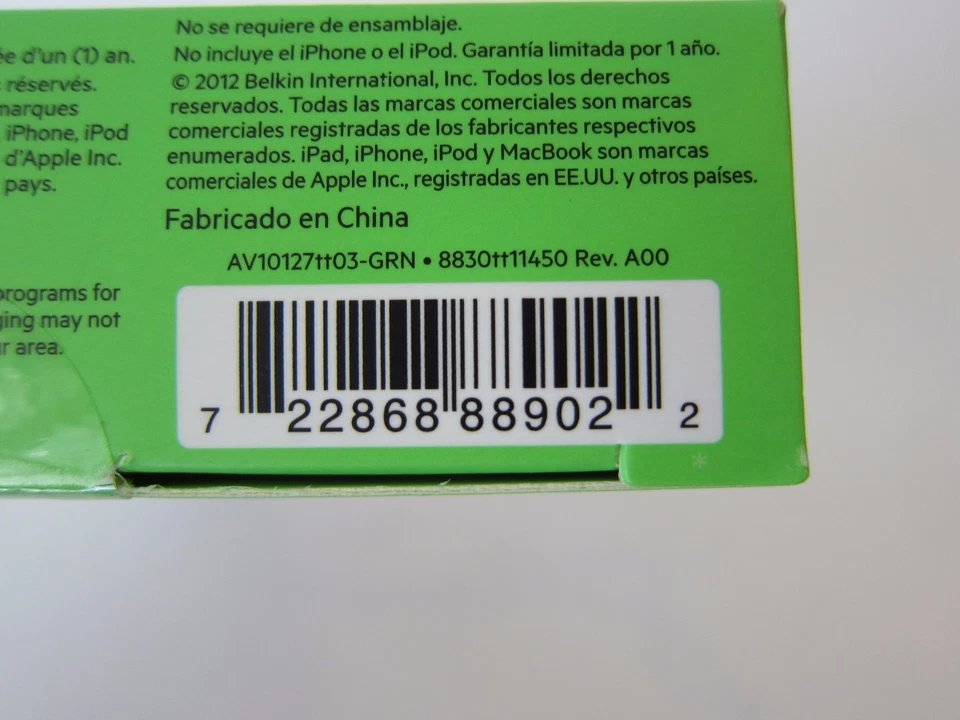 ée d'un (1) an.
réservés.
marques
iPhone, iPod
d'Apple Inc.
pays.
programs for
ging may not
r area.
No se requiere de ensamblaje.
No incluye el iPhone o el iPod. Garantía limitada por 1 año.
© 2012 Belkin International, Inc. Todos los derechos
reservados. Todas las marcas comerciales son marcas
comerciales registradas de los fabricantes respectivos
enumerados. iPad, iPhone, iPod y MacBook son marcas
comerciales de Apple Inc., registradas en EE.UU. y otros países.
Fabricado en China
AV10127tt03-GRN • 8830tt11450 Rev. A00
7 22868 88902 2
*